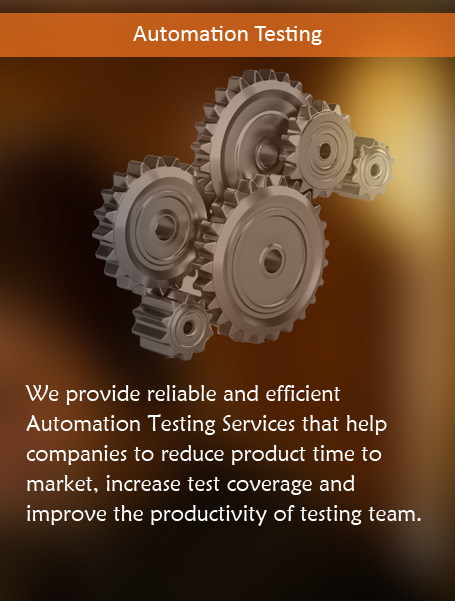 Automation Testing
We provide reliable and efficient
Automation Testing Services that help
companies to reduce product time to
market, increase test coverage and
improve the productivity of testing team.